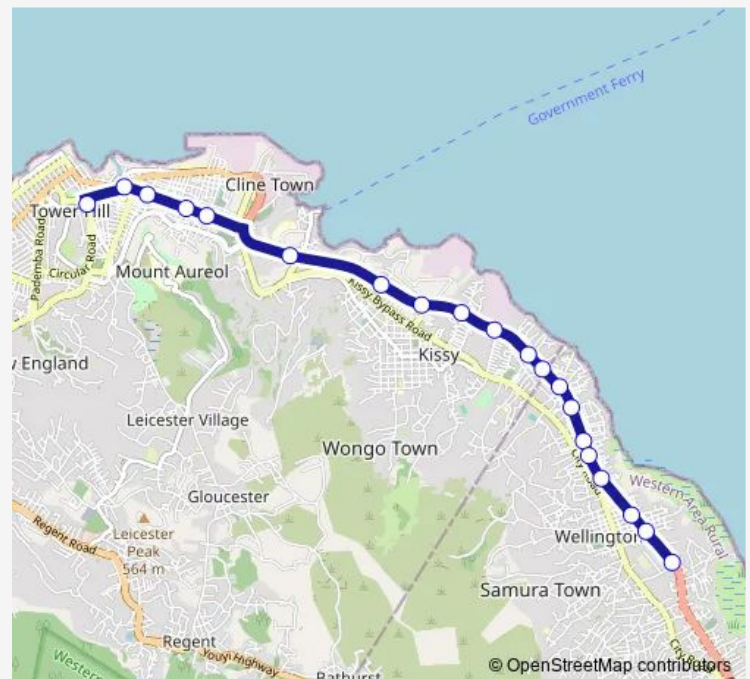 Government Ferry
Cline Town
Tower Hill
Pademba Road
Circular Road
Mount Aureol
Kissy Bypass Road
Kissy
England
Leicester Village
Wongo Town
City Road
Gloucester
Western Area Rural
Regent Road
Leicester
Peak
564 m
Wellington
Samura Town
Regent
Youyi Highway
Bathurst
Western
© OpenStreetMap contributors